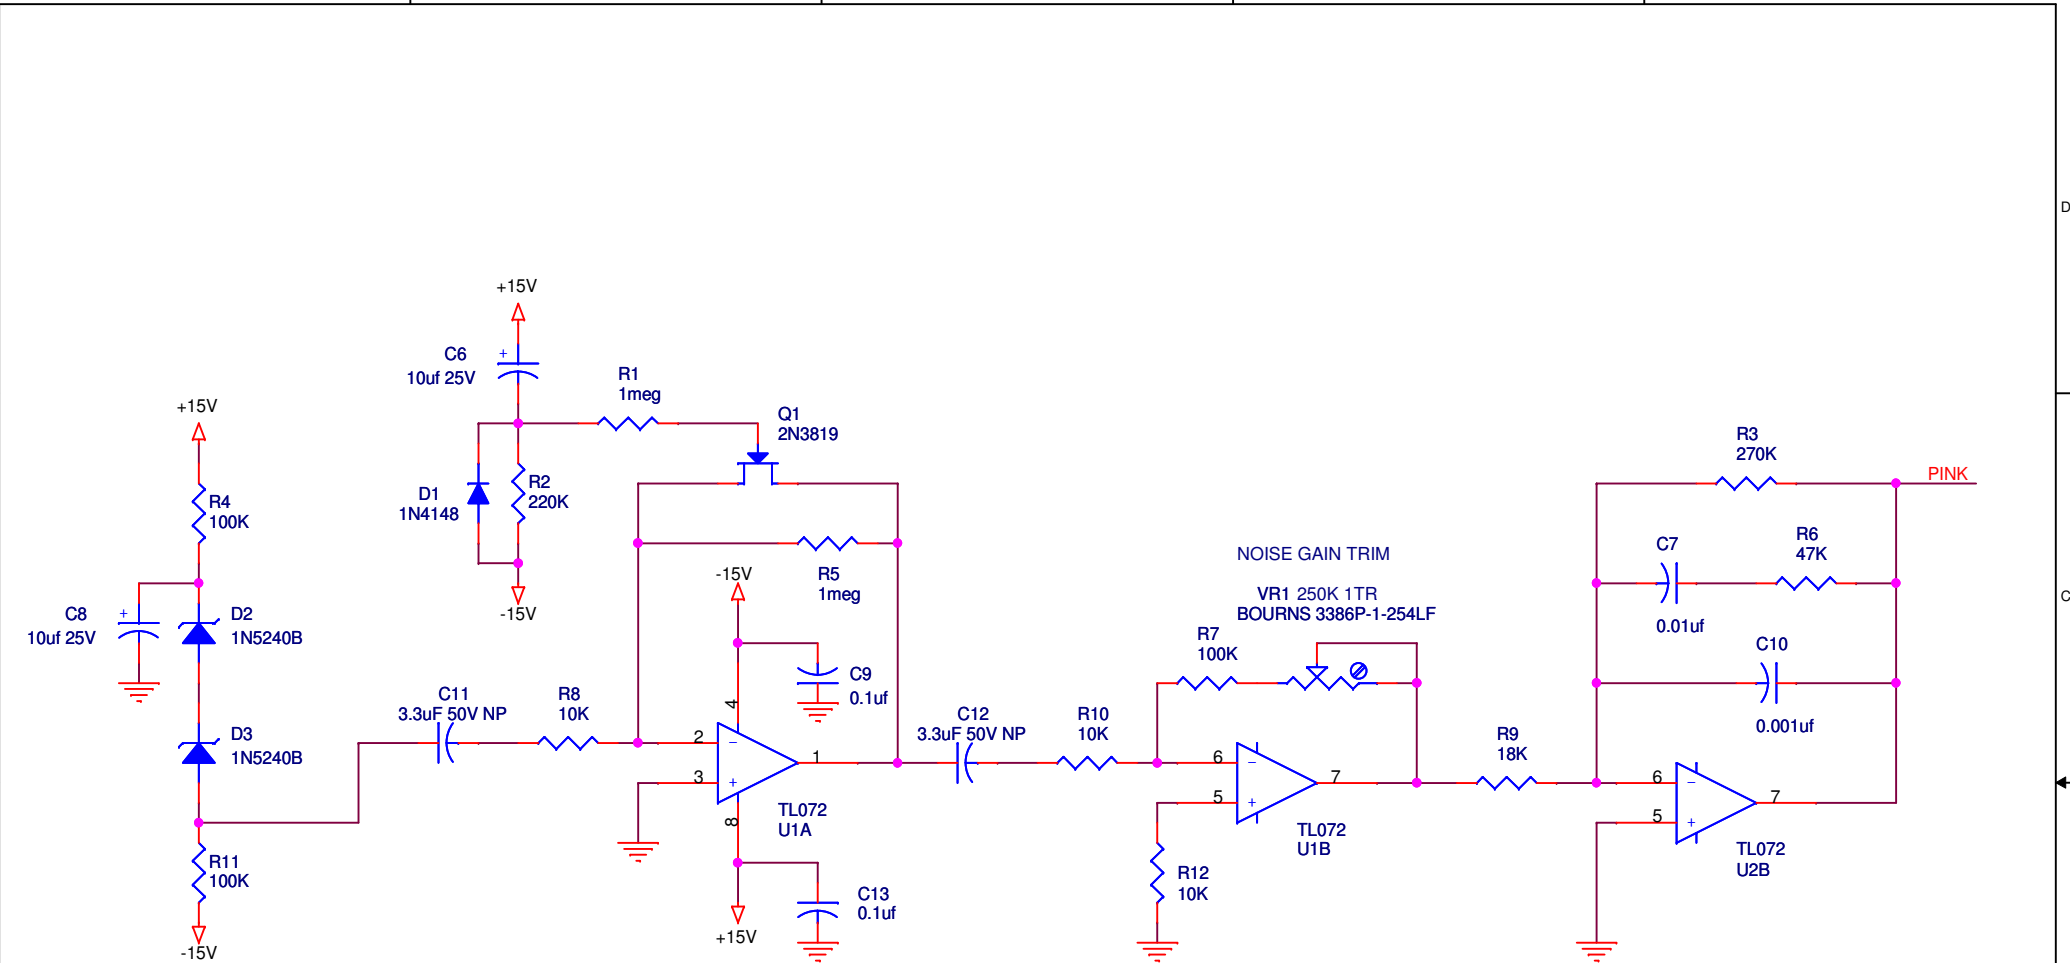 D
+15V
C6
+
10uf 25V
R1
1meg
+15V
Q1
2N3819
R4
100K
D1
1N4148
R2
220K
R3
270K
PINK
-15V
C8
+
10uf 25V
D2
1N5240B
-15V
R5
1meg
NOISE GAIN TRIM
VR1 250K 1TR
BOURNS 3386P-1-254LF
C7
0.01uf
R6
47K
C
R7
100K
C10
0.001uf
C9
0.1uf
4
C11
3.3uF 50V NP
R8
10K
D3
1N5240B
2
−
3
+
1
8
TL072
U1A
C12
3.3uF 50V NP
R10
10K
6
−
5
+
7
TL072
U1B
R9
18K
6
−
5
+
7
TL072
U2B
R11
100K
-15V
C13
0.1uf
+15V
R12
10K